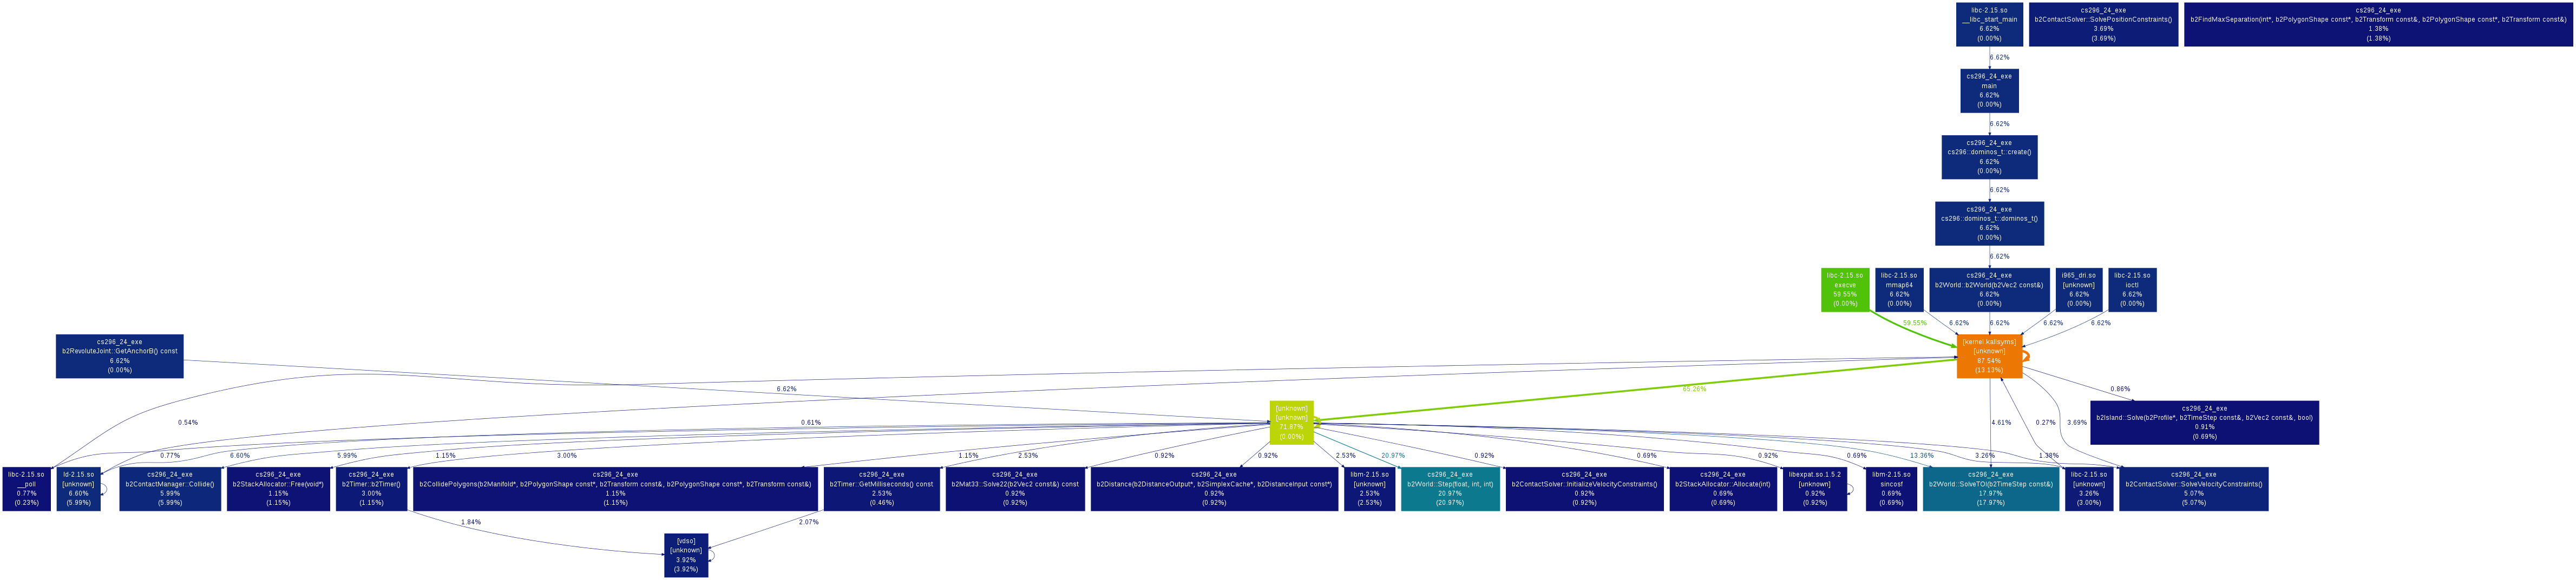 libc-2.15.so
__libc_start_main
6.62%
(0.00%)
cs296_24_exe
b2ContactSolver::SolvePositionConstraints()
3.69%
(3.69%)
cs296_24_exe
b2FindMaxSeparation(int*, b2PolygonShape const*, b2Transform const&, b2PolygonShape const*, b2Transform const&)
1.38%
(1.38%)
6.62%
cs296_24_exe
main
6.62%
(0.00%)
6.62%
cs296_24_exe
cs296::dominos_t::create()
6.62%
(0.00%)
6.62%
cs296_24_exe
cs296::dominos_t::dominos_t()
6.62%
(0.00%)
6.62%
libc-2.15.so
execve
59.55%
(0.00%)
libc-2.15.so
mmap64
6.62%
(0.00%)
cs296_24_exe
b2World::b2World(b2Vec2 const&)
6.62%
(0.00%)
i965_dri.so
[unknown]
6.62%
(0.00%)
libc-2.15.so
ioctl
6.62%
(0.00%)
59.55%
6.62%
6.62%
6.62%
6.62%
cs296_24_exe
b2RevoluteJoint::GetAnchorB() const
6.62%
(0.00%)
[kernel.kallsyms]
[unknown]
67.54%
(13.13%)
6.62%
65.26%
0.86%
[unknown]
[unknown]
71.87%
(0.00%)
cs296_24_exe
b2Island::Solve(b2Profile*, b2TimeStep const&, b2Vec2 const&, bool)
0.91%
(0.69%)
0.54%
0.61%
4.61%
0.27%
3.69%
0.77%
6.60%
5.99%
1.15%
3.00%
1.15%
2.53%
0.92%
0.92%
2.53%
20.97%
0.92%
0.69%
0.92%
0.69%
13.36%
3.26%
1.38%
libc-2.15.so
__poll
0.77%
(0.23%)
ld-2.15.so
[unknown]
6.60%
(5.99%)
cs296_24_exe
b2ContactManager::Collide()
5.99%
(5.99%)
cs296_24_exe
b2StackAllocator::Free(void*)
1.15%
(1.15%)
cs296_24_exe
b2Timer::b2Timer()
3.00%
(1.15%)
cs296_24_exe
b2CollidePolygons(b2Manifold*, b2PolygonShape const*, b2Transform const&, b2PolygonShape const*, b2Transform const&)
1.15%
(1.15%)
cs296_24_exe
b2Timer::GetMilliseconds() const
2.53%
(0.46%)
cs296_24_exe
b2Mat33::Solve22(b2Vec2 const&) const
0.92%
(0.92%)
cs296_24_exe
b2Distance(b2DistanceOutput*, b2SimplexCache*, b2DistanceInput const*)
0.92%
(0.92%)
libm-2.15.so
[unknown]
2.53%
(2.53%)
cs296_24_exe
b2World::Step(float, int, int)
20.97%
(20.97%)
cs296_24_exe
b2ContactSolver::InitializeVelocityConstraints()
0.92%
(0.92%)
cs296_24_exe
b2StackAllocator::Allocate(int)
0.69%
(0.69%)
libexpat.so.1.5.2
[unknown]
0.92%
(0.92%)
libm-2.15.so
sincosf
0.69%
(0.69%)
cs296_24_exe
b2World::SolveTOI(b2TimeStep const&)
17.97%
(17.97%)
libc-2.15.so
[unknown]
3.26%
(3.00%)
cs296_24_exe
b2ContactSolver::SolveVelocityConstraints()
5.07%
(5.07%)
1.84%
2.07%
[vdso]
[unknown]
3.92%
(3.92%)